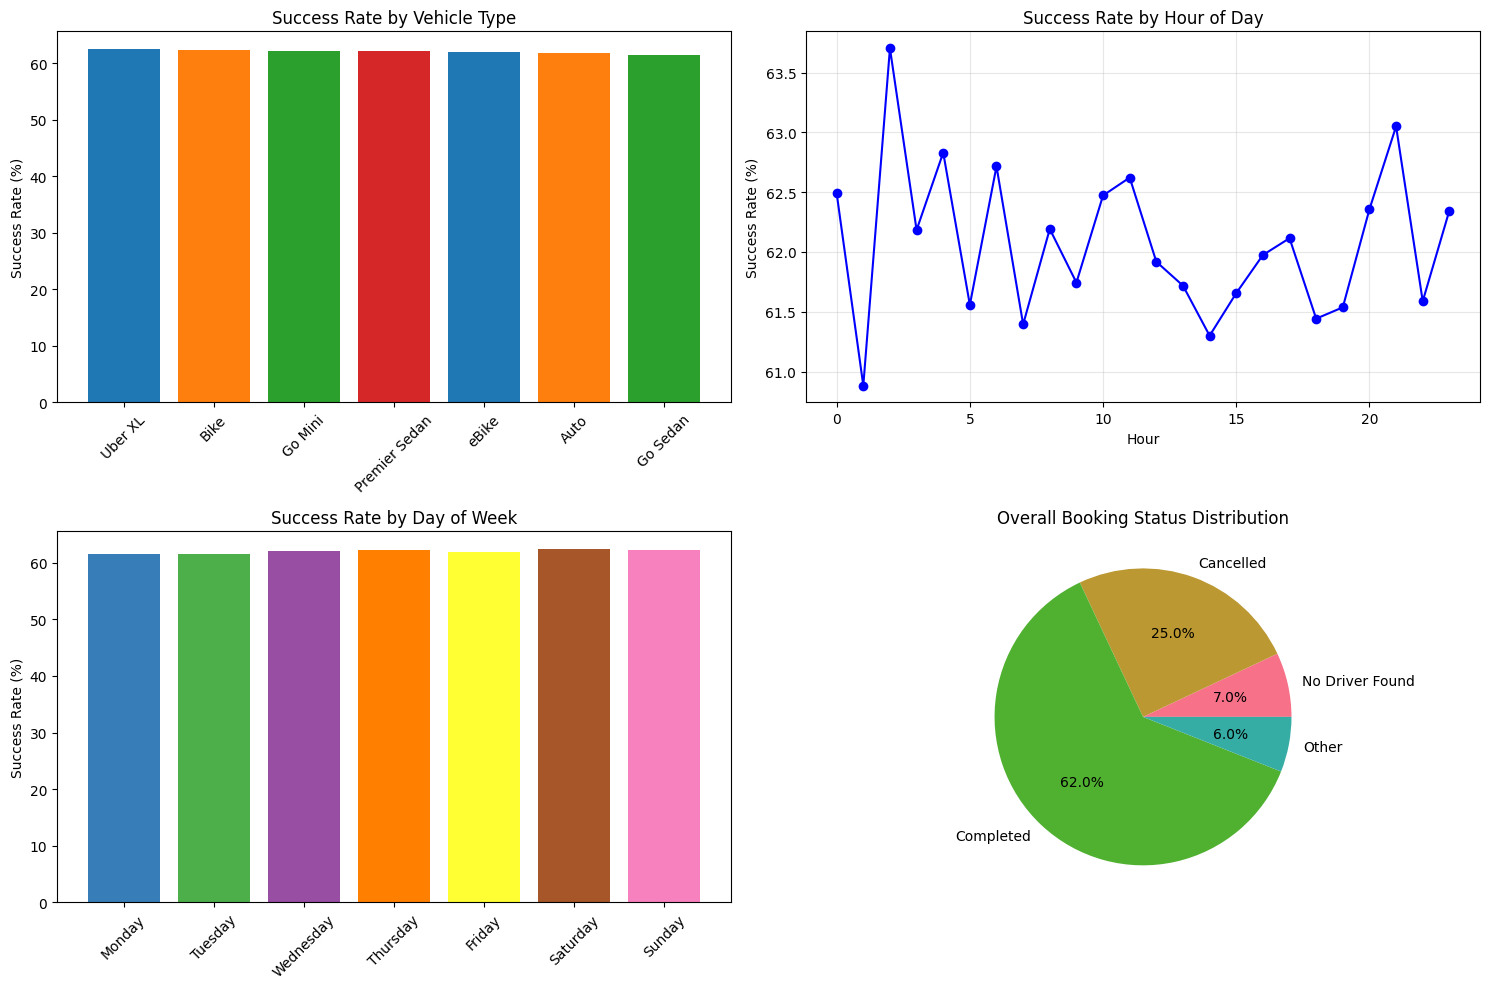 Success Rate by Vehicle Type
Success Rate (%)
60
50
40
30
20
10
0
Uber XL
Bike
Go Mini
Premier Sedan
eBike
Auto
Go Sedan
Success Rate by Hour of Day
Success Rate (%)
63.5
63.0
62.5
62.0
61.5
61.0
0
5
10
15
20
Hour
Success Rate by Day of Week
Success Rate (%)
60
50
40
30
20
10
0
Monday
Tuesday
Wednesday
Thursday
Friday
Saturday
Sunday
Overall Booking Status Distribution
Cancelled
25.0%
No Driver Found
7.0%
6.0%
Other
62.0%
Completed